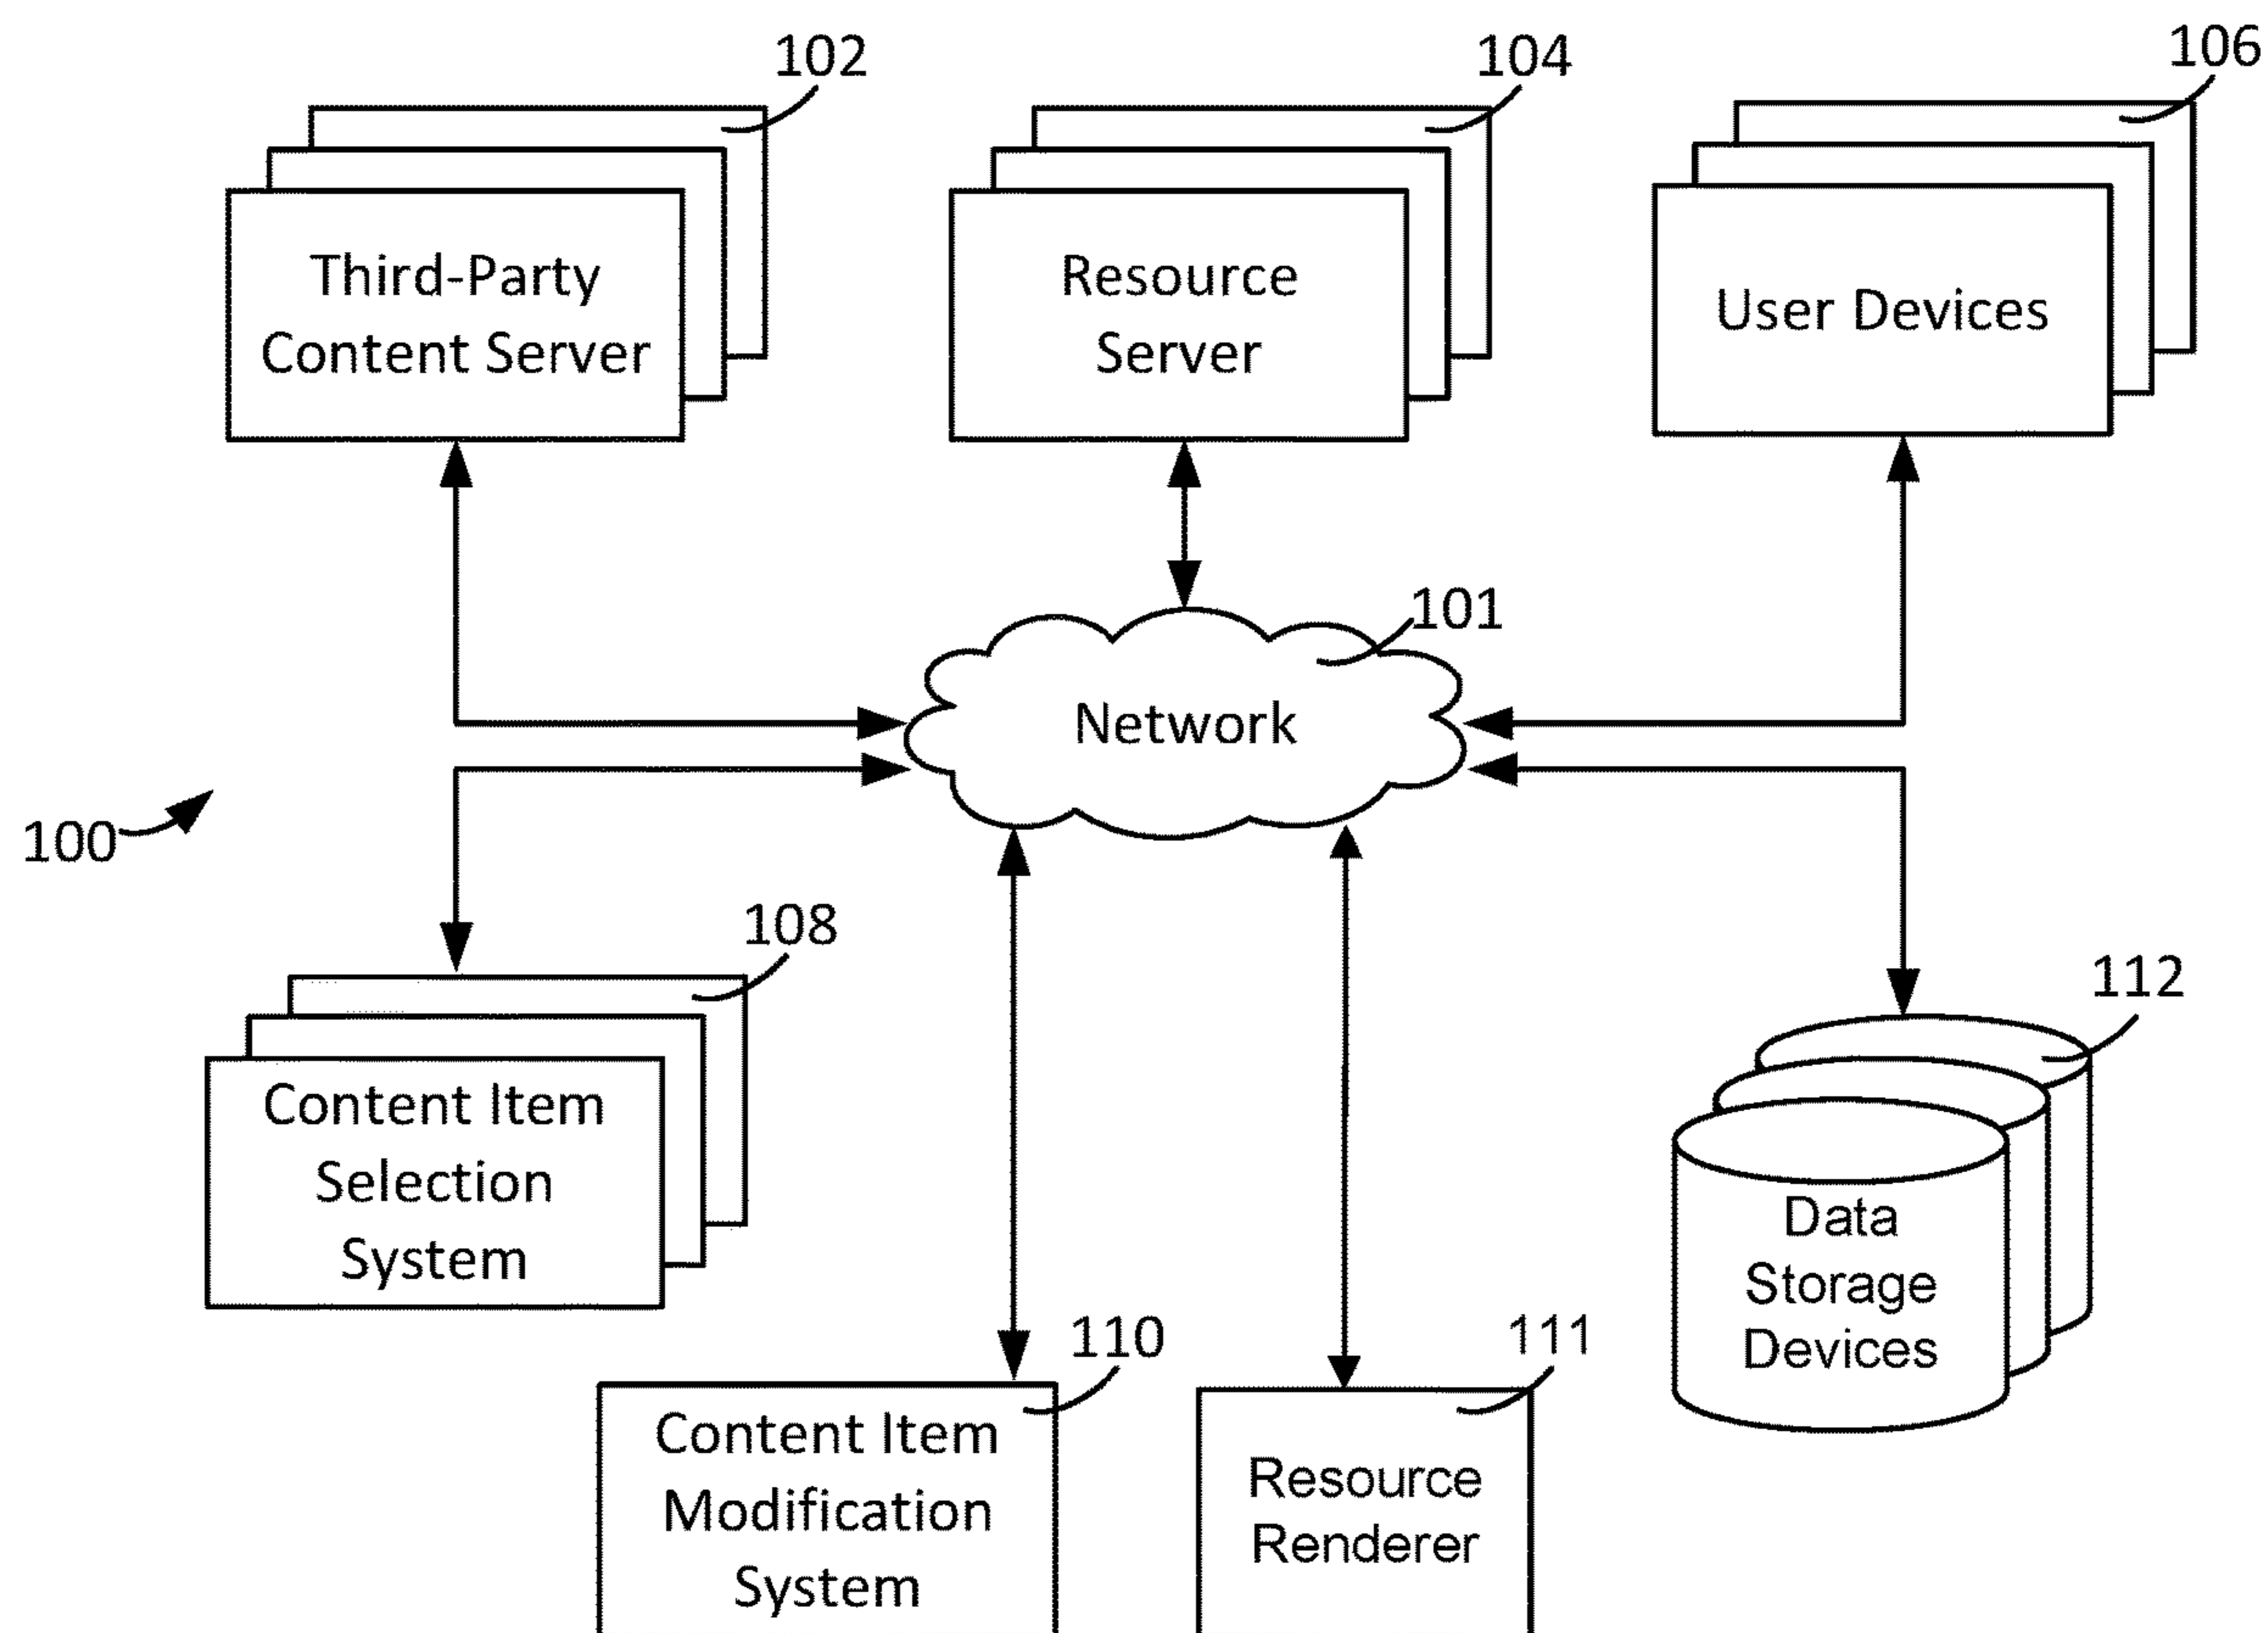 102
104
106
Third-Party
Content Server
Resource
Server
User Devices
101
Network
100
108
112
Content Item
Selection
System
Data
Storage
Devices
110
111
Content Item
Modification
System
Resource
Renderer